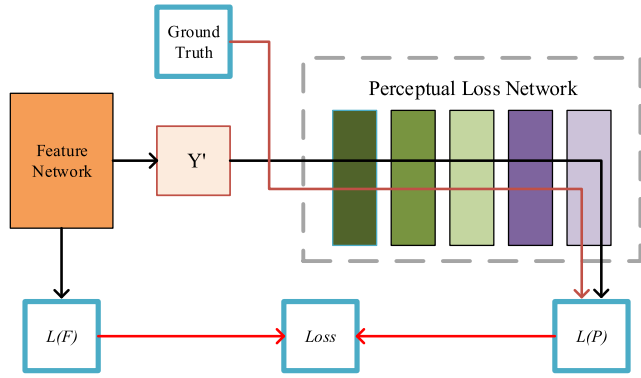 Ground
Truth
Perceptual Loss Network
Feature
Network
Y'
L(F)
Loss
L(P)